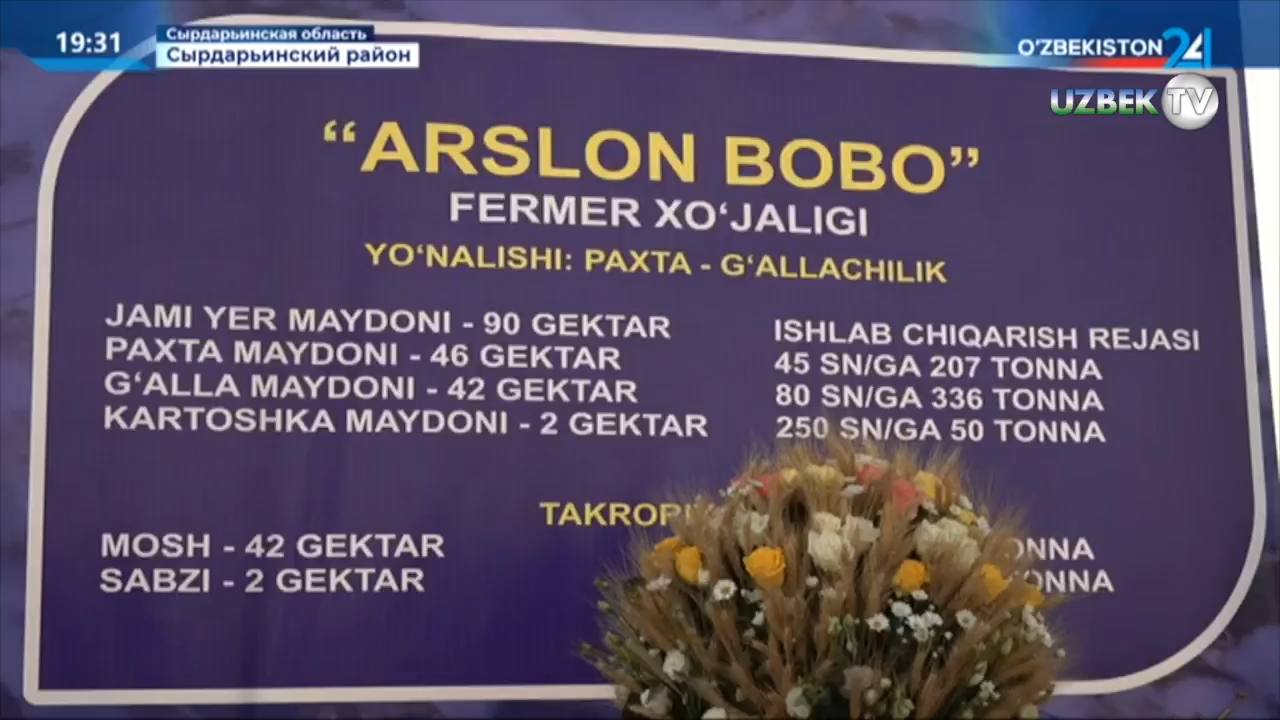 19:31
Сырдарьинская область
Сырдарьинский район
O'ZBEKISTON 24
UZBEK TV
“ARSLON BOBO”
FERMER XO‘JALIGI
YO‘NALISHI: PAXTA - G‘ALLACHILIK
JAMI YER MAYDONI - 90 GEKTAR
PAXTA MAYDONI - 46 GEKTAR
G‘ALLA MAYDONI - 42 GEKTAR
KARTOSHKA MAYDONI - 2 GEKTAR
ISHLAB CHIQARISH REJASI
45 SN/GA 207 TONNA
80 SN/GA 336 TONNA
250 SN/GA 50 TONNA
MOSH - 42 GEKTAR
SABZI - 2 GEKTAR